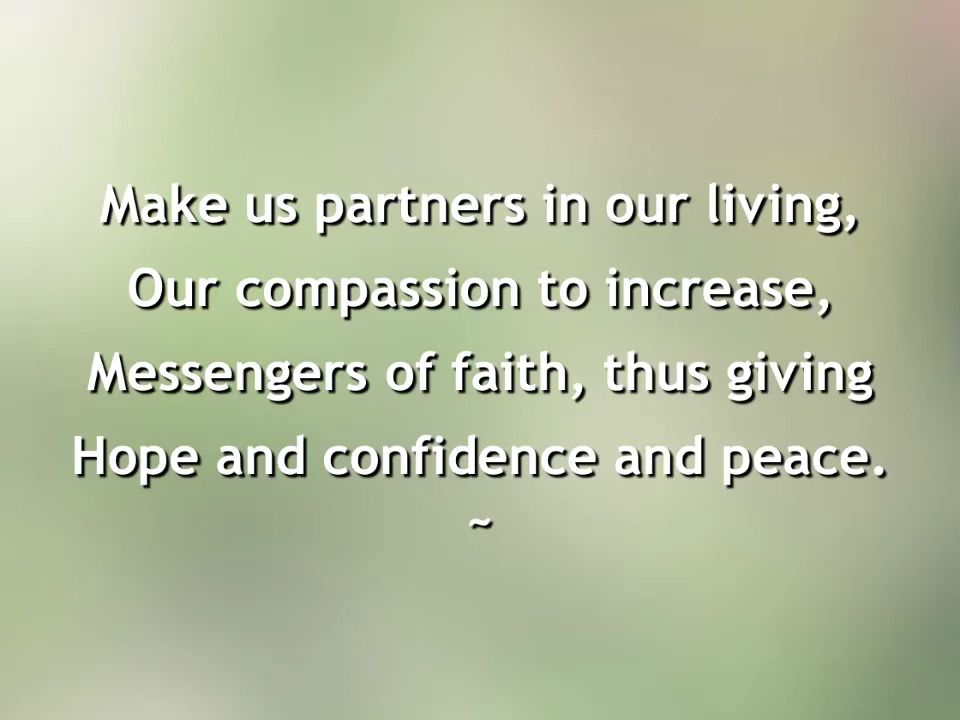 Make us partners in our living,
Our compassion to increase,
Messengers of faith, thus giving
Hope and confidence and peace.
~